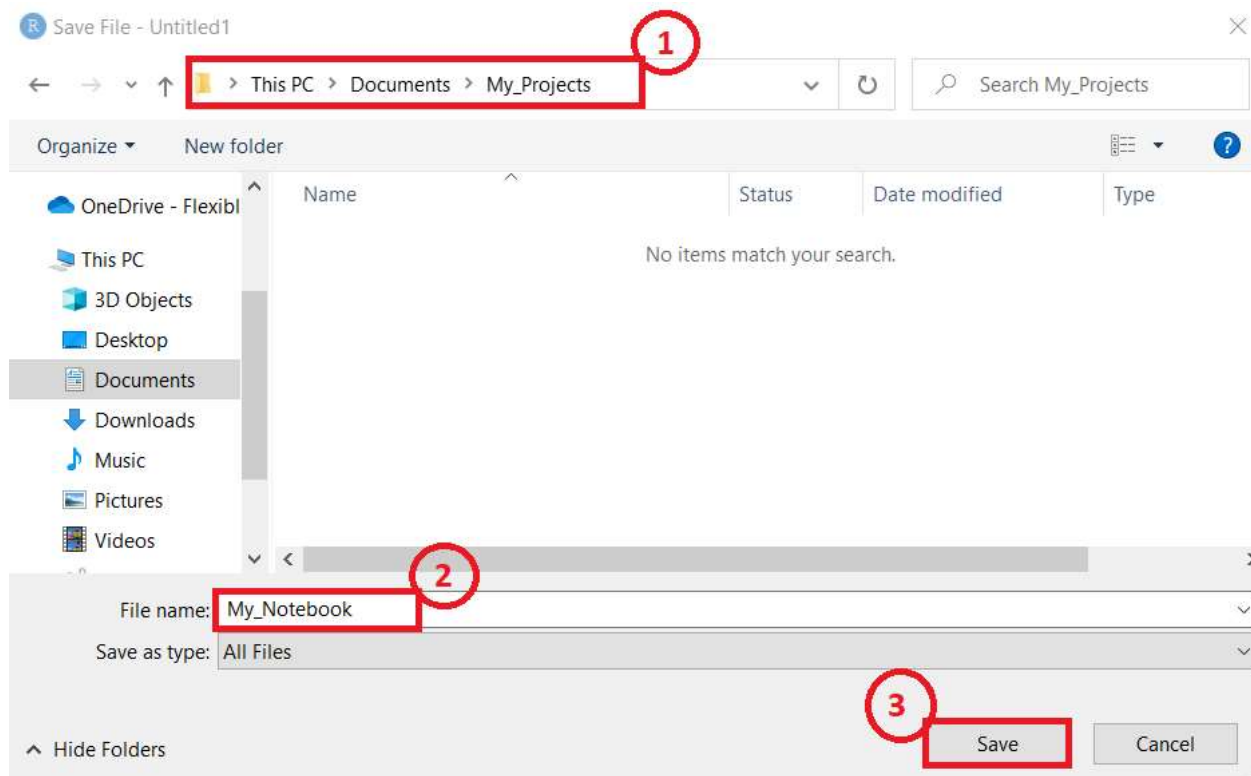 R Save File - Untitled1
1
This PC > Documents > My_Projects
Search My_Projects
Organize
New folder
?
Name
Status
Date modified
Type
No items match your search.
OneDrive - Flexibl
This PC
3D Objects
Desktop
Documents
Downloads
Music
Pictures
Videos
2
File name: My_Notebook
Save as type: All Files
3
Hide Folders
Save
Cancel